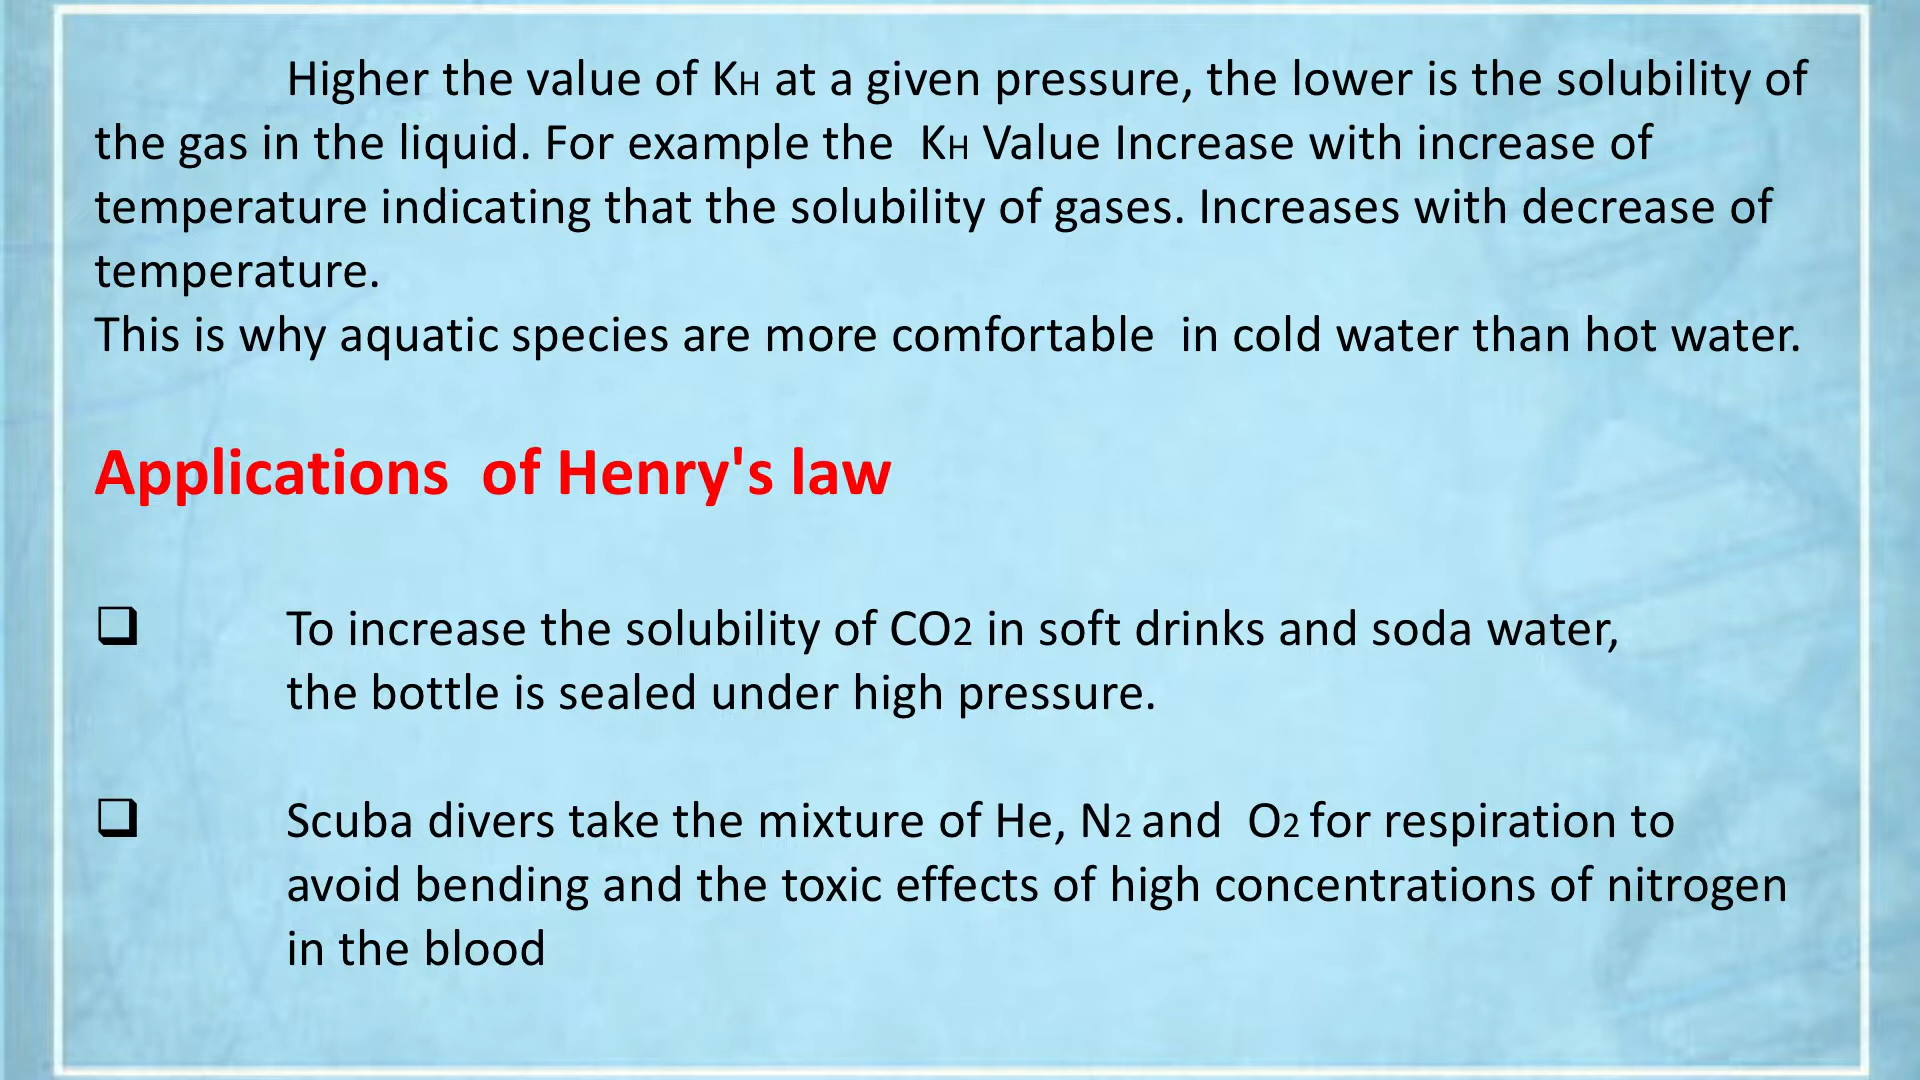 Higher the value of KH at a given pressure, the lower is the solubility of
the gas in the liquid. For example the  KH Value Increase with increase of
temperature indicating that the solubility of gases. Increases with decrease of
temperature.
This is why aquatic species are more comfortable  in cold water than hot water.
Applications  of Henry's law
❑ To increase the solubility of CO2 in soft drinks and soda water,
the bottle is sealed under high pressure.
❑ Scuba divers take the mixture of He, N2 and  O2 for respiration to
avoid bending and the toxic effects of high concentrations of nitrogen
in the blood